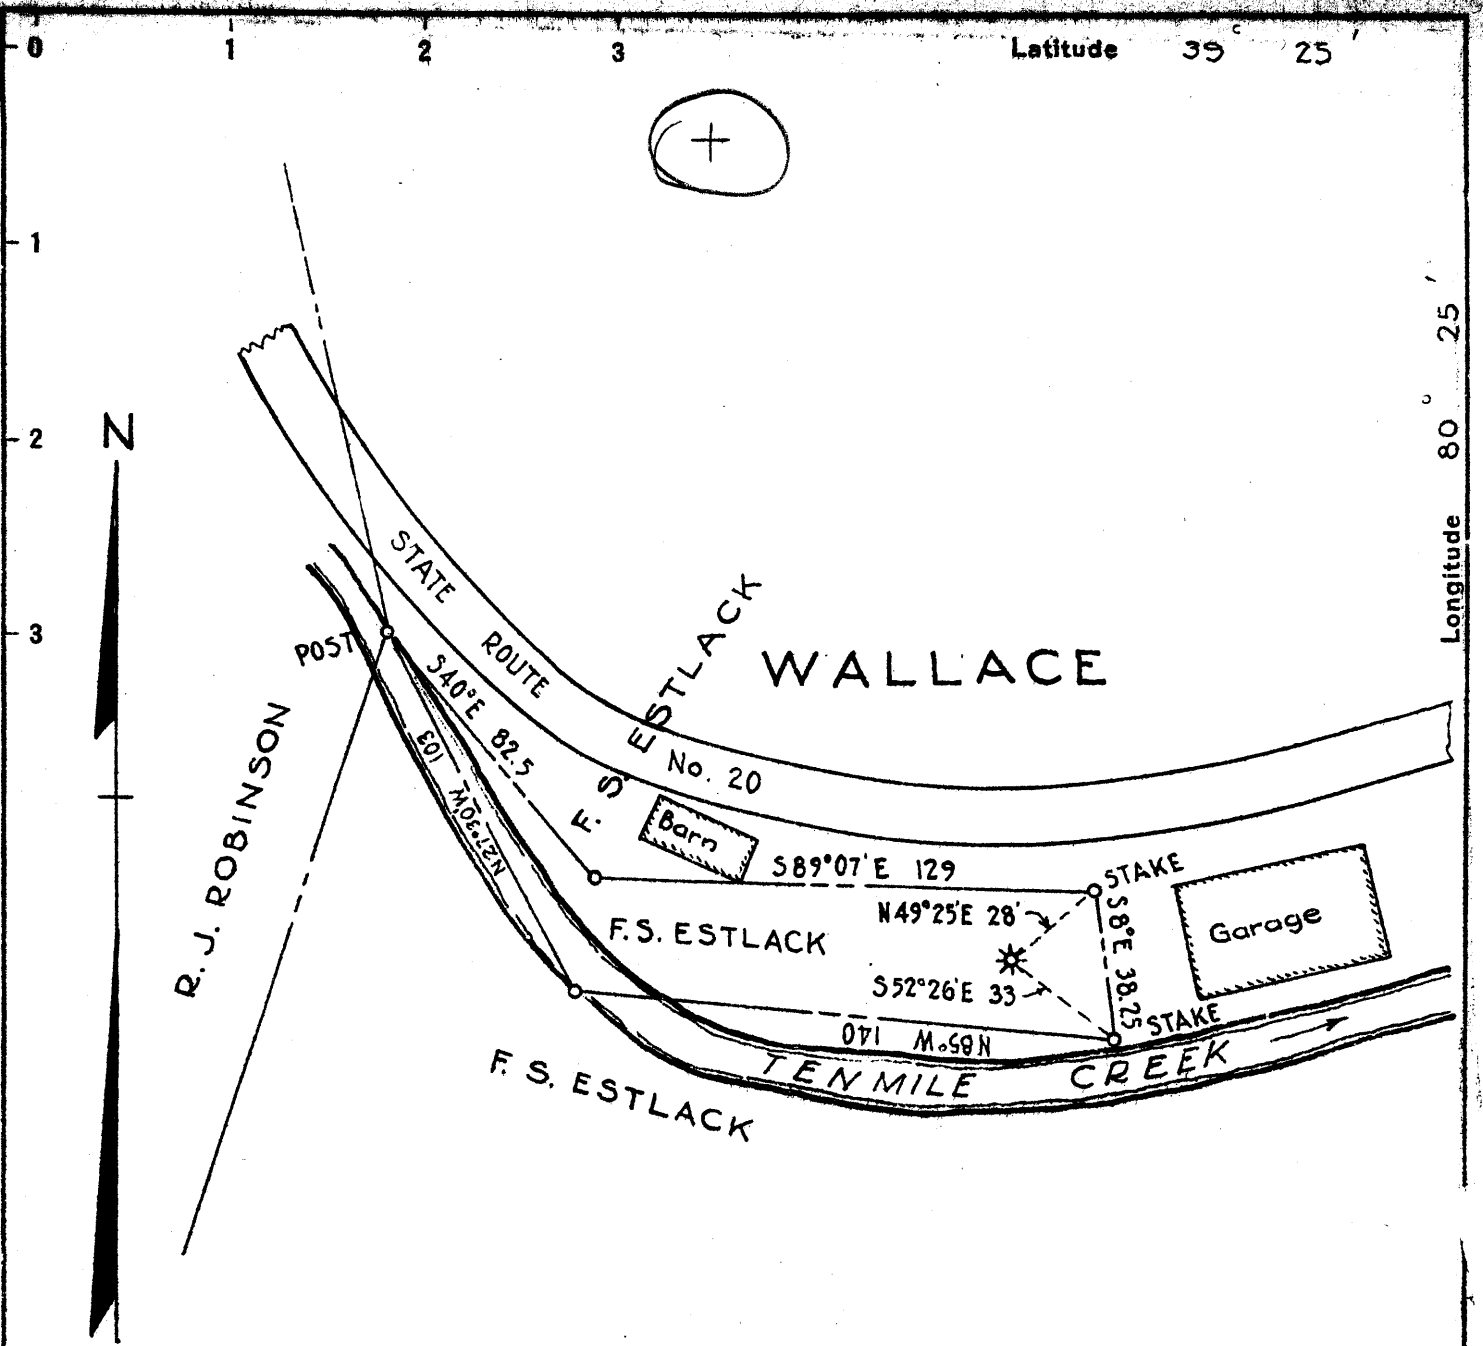 0 1 2 3 Latitude 39° 25'
1
2
3
Longitude 80° 25'
N
STATE ROUTE No. 20
WALLACE
F. S. ESTLACK
POST
R. J. ROBINSON
S40°E 82.5
103
N27°30'W
Barn
S89°07'E 129
STAKE
N49°25'E 28'
S8°E 38.25
Garage
F.S. ESTLACK
S52°26'E 33
STAKE
N85°W 140
TENMILE CREEK
F. S. ESTLACK